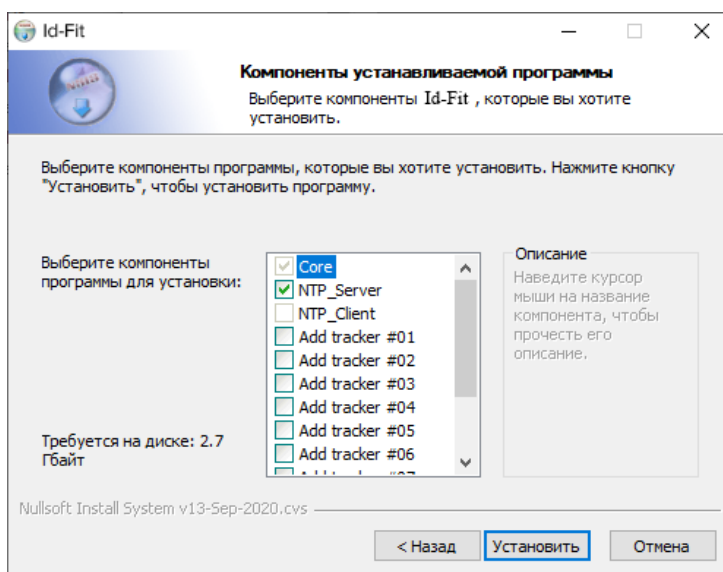 Id-Fit
Компоненты устанавливаемой программы
Выберите компоненты Id-Fit , которые вы хотите
установить.
Выберите компоненты программы, которые вы хотите установить. Нажмите кнопку
"Установить", чтобы установить программу.
Выберите компоненты
программы для установки:
Core
NTP_Server
NTP_Client
Add tracker #01
Add tracker #02
Add tracker #03
Add tracker #04
Add tracker #05
Add tracker #06
Описание
Наведите курсор
мыши на название
компонента, чтобы
прочесть его
описание.
Требуется на диске: 2.7
Гбайт
Nullsoft Install System v13-Sep-2020.cvs
< Назад
Установить
Отмена